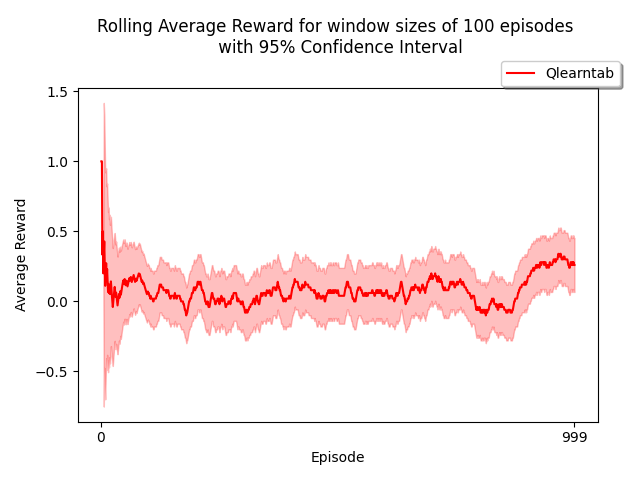 Rolling Average Reward for window sizes of 100 episodes
with 95% Confidence Interval
Qlearntab
1.5
1.0
0.5
0.0
−0.5
Average Reward
0
999
Episode